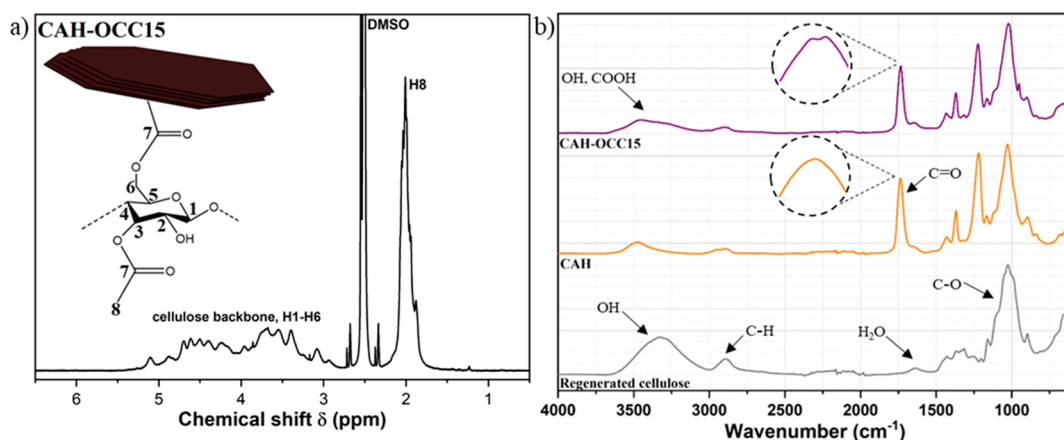 a)
CAH-OCC15
DMSO
H8
7
O
O
6
5
O
4
1
O
3
2
O
OH
7
O
8
cellulose backbone, H1-H6
6
5
4
3
2
1
Chemical shift δ (ppm)
b)
OH, COOH
CAH-OCC15
C=O
CAH
C-O
OH
C-H
H₂O
Regenerated cellulose
4000
3500
3000
2500
2000
1500
1000
Wavenumber (cm⁻¹)